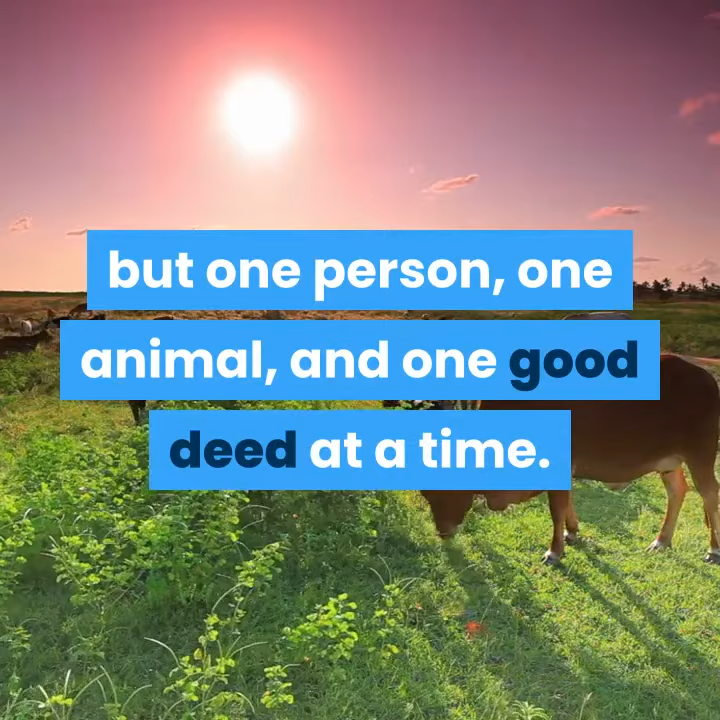 but one person, one
animal, and one good
deed at a time.